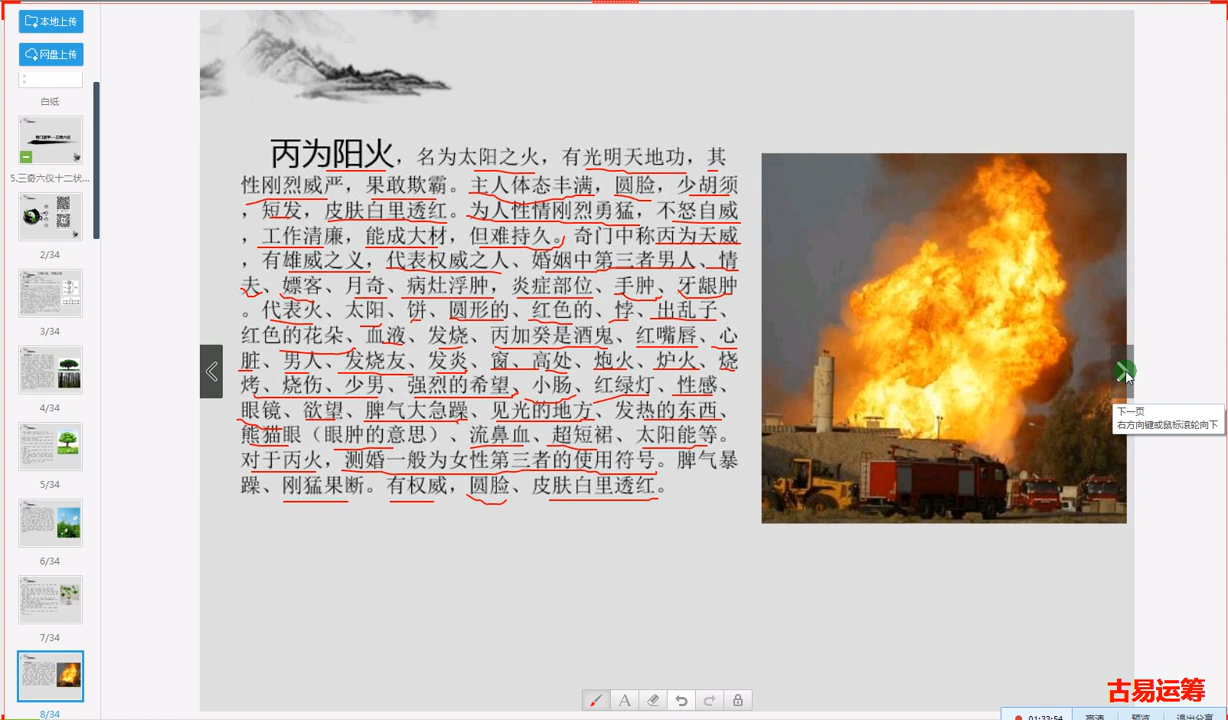 本地上传
网盘上传
白纸
5.三奇六仪十二状...
2/34
3/34
4/34
5/34
6/34
7/34
8/34
丙为阳火，名为太阳之火，有光明天地功，其
性刚烈威严，果敢欺霸。主人体态丰满，圆脸，少胡须
，短发，皮肤白里透红。为人性情刚烈勇猛，不怒自威
，工作清廉，能成大材，但难持久。奇门中称丙为天威
，有雄威之义，代表权威之人、婚姻中第三者男人、情
夫、嫖客、月奇、病灶浮肿，炎症部位、手肿、牙龈肿
。代表火、太阳、饼、圆形的、红色的、悖、出乱子、
红色的花朵、血液、发烧、丙加癸是酒鬼、红嘴唇、心
脏、男人、发烧友、发炎、窗、高处、炮火、炉火、烧
烤、烧伤、少男、强烈的希望、小肠、红绿灯、性感、
眼镜、欲望、脾气大急躁、见光的地方、发热的东西、
熊猫眼（眼肿的意思）、流鼻血、超短裙、太阳能等。
对于丙火，测婚一般为女性第三者的使用符号。脾气暴
躁、刚猛果断。有权威，圆脸、皮肤白里透红。
下一页
右方向键或鼠标滚轮向下
A
古易运筹
01:33:54
高清
预览
退出分享